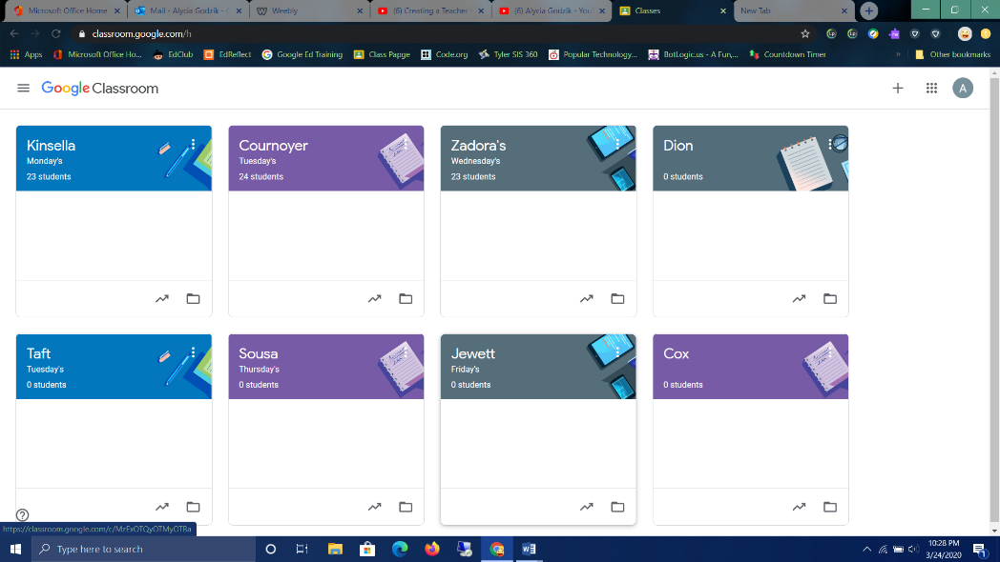 Microsoft Office Home
Mail - Alycia Godzik - O
Weebly
(6) Creating a Teacher
(6) Alycia Godzik - You
Classes
New Tab
classroom.google.com/h
Apps
Microsoft Office Ho...
EdClub
EdReflect
Google Ed Training
Class Papge
Code.org
Tyler SIS 360
Popular Technology...
BotLogic.us - A Fun,...
Countdown Timer
»
Other bookmarks
Google Classroom
A
Kinsella
Monday's
23 students
Cournoyer
Tuesday's
24 students
Zadora's
Wednesday's
23 students
Dion
0 students
Taft
Tuesday's
0 students
Sousa
Thursday's
0 students
Jewett
Friday's
0 students
Cox
0 students
https://classroom.google.com/c/MzExOTQyOTMyOTBa
Type here to search
10:28 PM
3/24/2020
1